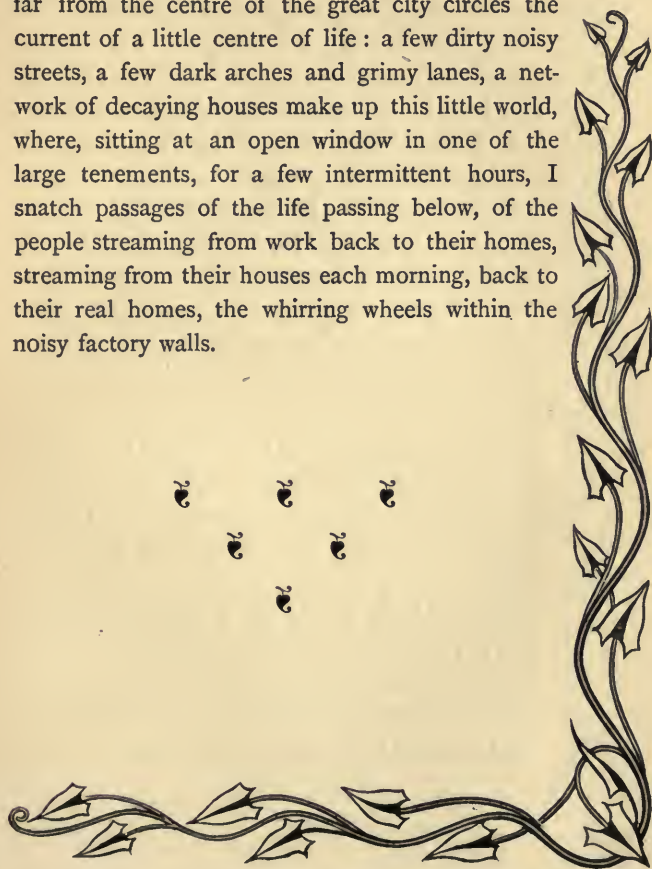 far from the centre of the great city circles the
current of a little centre of life : a few dirty noisy
streets, a few dark arches and grimy lanes, a net-
work of decaying houses make up this little world,
where, sitting at an open window in one of the
large tenements, for a few intermittent hours, I
snatch passages of the life passing below, of the
people streaming from work back to their homes,
streaming from their houses each morning, back to
their real homes, the whirring wheels within the
noisy factory walls.